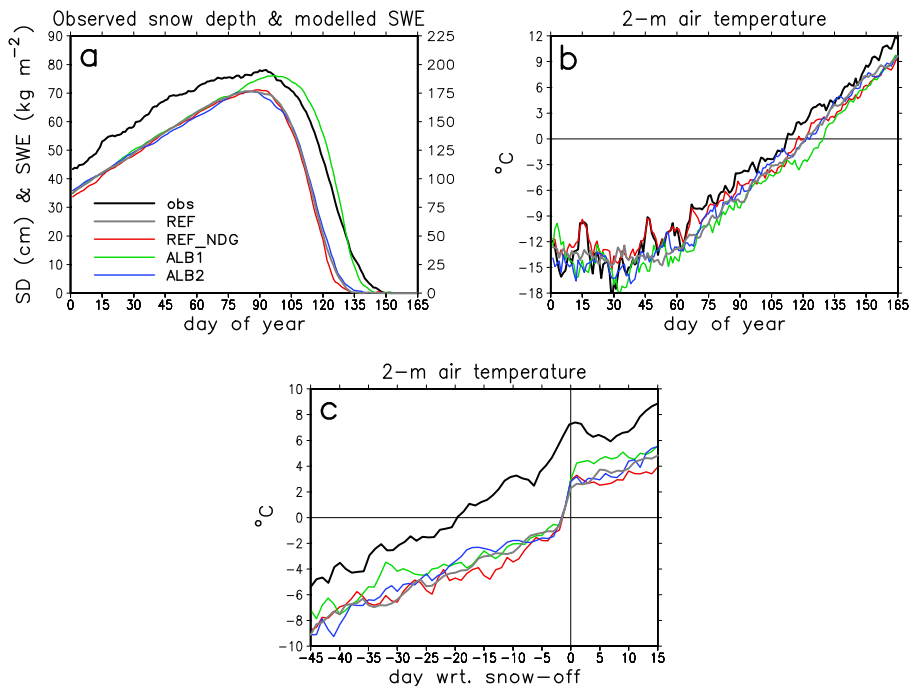 Observed snow depth & modelled SWE
a
SD (cm) & SWE (kg m⁻²)
90 80 70 60 50 40 30 20 10 0
225 200 175 150 125 100 75 50 25 0
obs
REF
REF_NDG
ALB1
ALB2
0 15 30 45 60 75 90 105 120 135 150 165
day of year
2-m air temperature
b
°C
12 9 6 3 0 -3 -6 -9 -12 -15 -18
0 15 30 45 60 75 90 105 120 135 150 165
day of year
2-m air temperature
c
°C
10 8 6 4 2 0 -2 -4 -6 -8 -10
-45 -40 -35 -30 -25 -20 -15 -10 -5 0 5 10 15
day wrt. snow-off